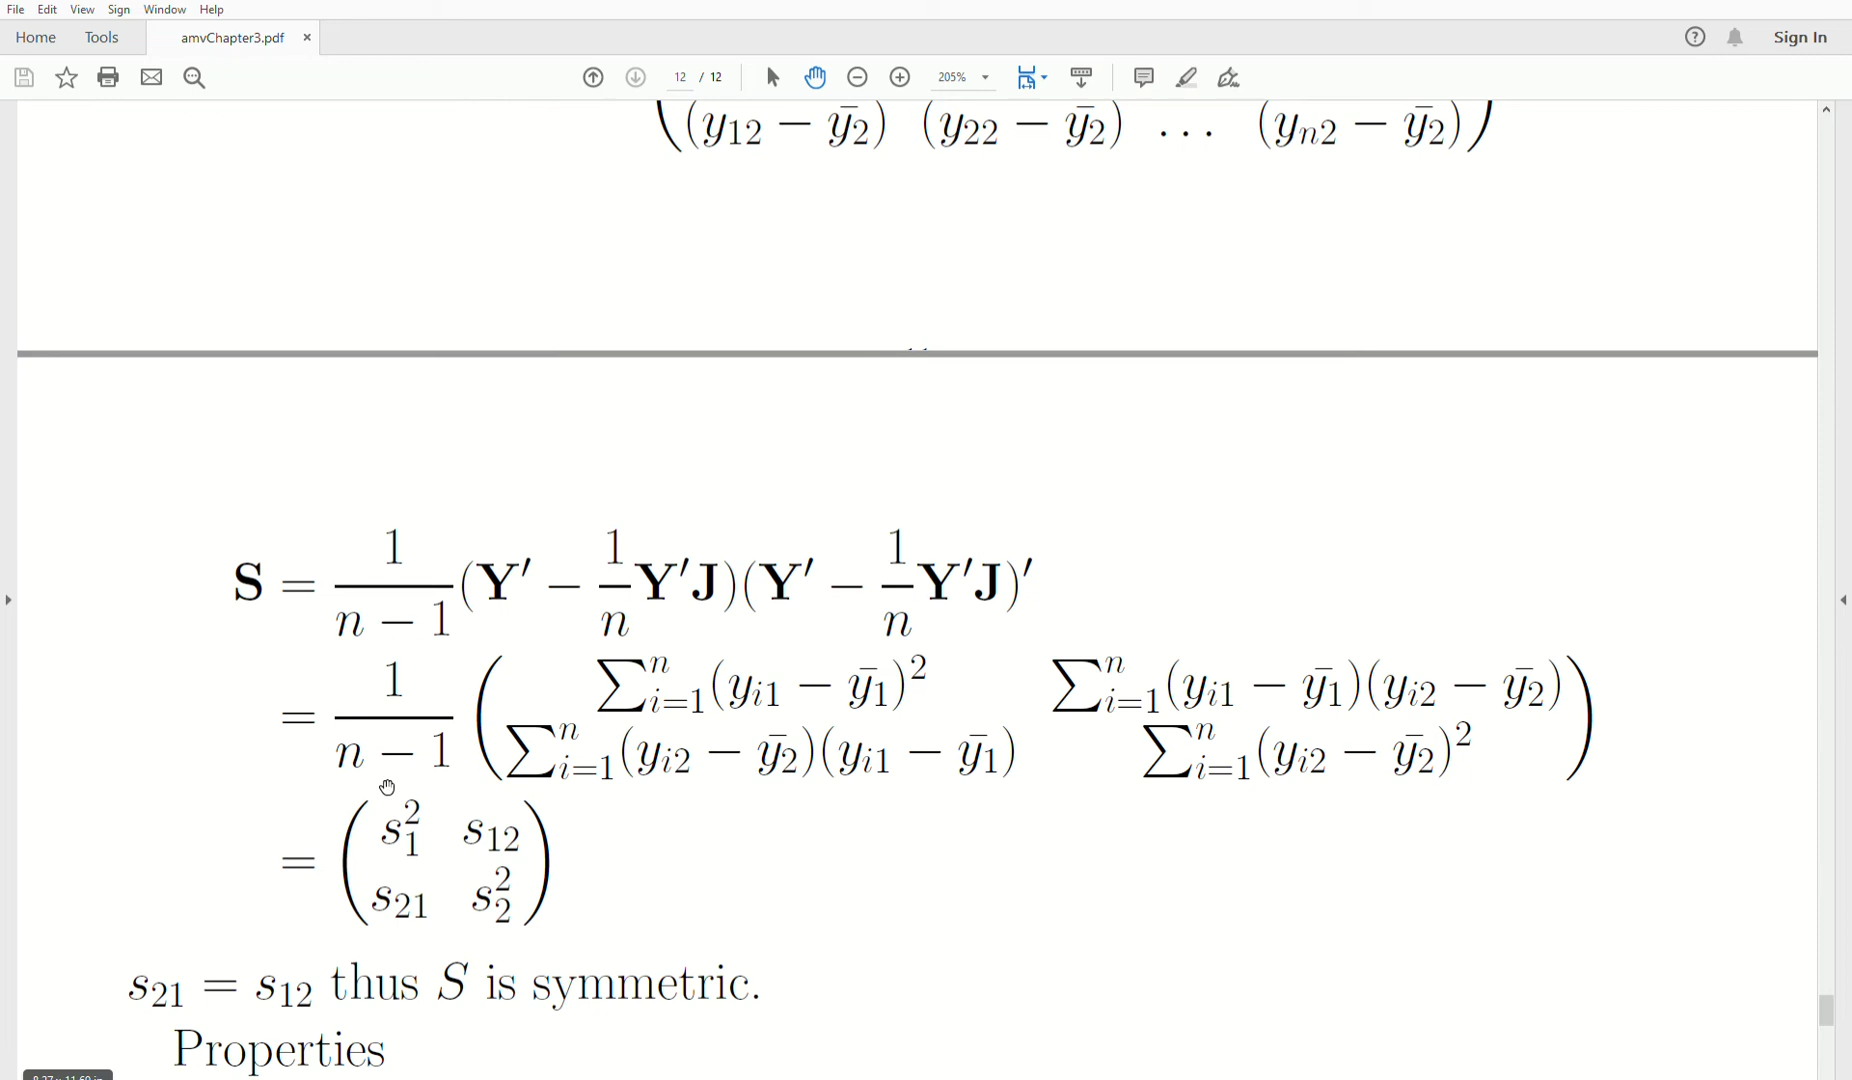 File Edit View Sign Window Help
Home Tools amvChapter3.pdf × ? Sign In
12 / 12 205%
((y₁₂ − ȳ₂) (y₂₂ − ȳ₂) … (yₙ₂ − ȳ₂))
S = 1/(n − 1) (Y′ − 1/n Y′J)(Y′ − 1/n Y′J)′
= 1/(n − 1) ( ∑ⁿᵢ₌₁(yᵢ₁ − ȳ₁)² ∑ⁿᵢ₌₁(yᵢ₁ − ȳ₁)(yᵢ₂ − ȳ₂)
∑ⁿᵢ₌₁(yᵢ₂ − ȳ₂)(yᵢ₁ − ȳ₁) ∑ⁿᵢ₌₁(yᵢ₂ − ȳ₂)² )
= ( s₁² s₁₂
s₂₁ s₂² )
s₂₁ = s₁₂ thus S is symmetric.
Properties